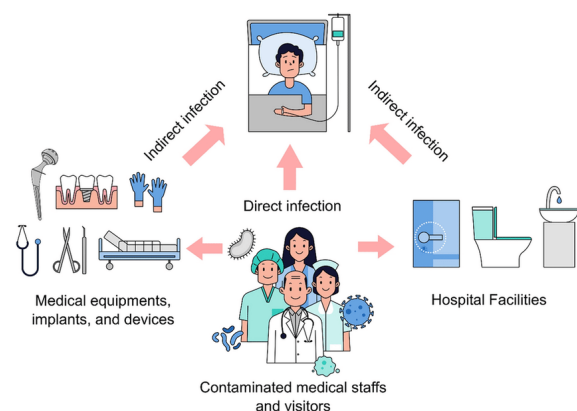 Indirect infection
Indirect infection
Direct infection
Medical equipments,
implants, and devices
Hospital Facilities
Contaminated medical staffs
and visitors